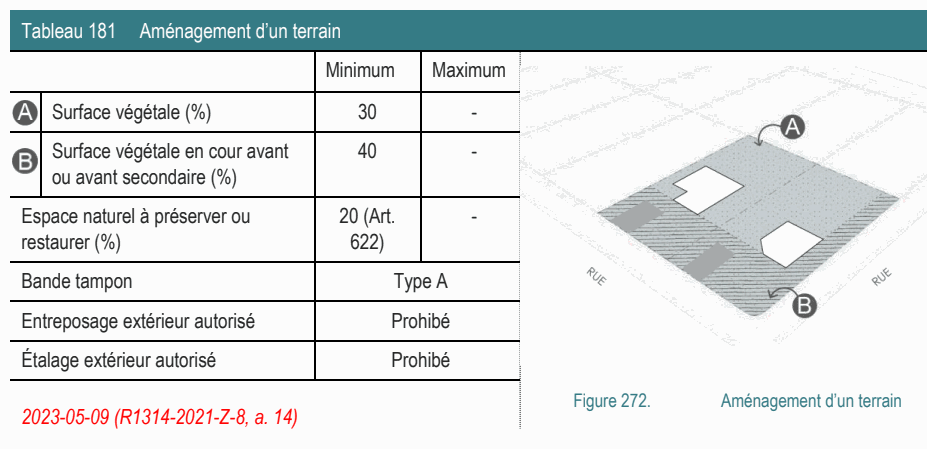 Tableau 181 Aménagement d'un terrain
Minimum Maximum
A Surface végétale (%) 30 -
B Surface végétale en cour avant 40 -
ou avant secondaire (%)
Espace naturel à préserver ou 20 (Art. -
restaurer (%) 622)
Bande tampon Type A
Entreposage extérieur autorisé Prohibé
Étalage extérieur autorisé Prohibé
2023-05-09 (R1314-2021-Z-8, a. 14)
A
RUE
RUE
B
Figure 272. Aménagement d'un terrain